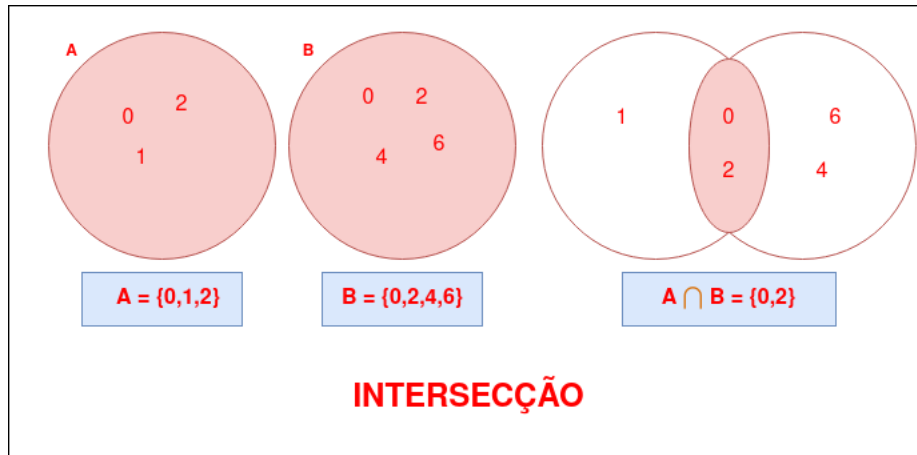 A
0 2
1
B
0 2
4 6
1 0 6
2 4
A = {0,1,2}
B = {0,2,4,6}
A ⋂ B = {0,2}
INTERSECÇÃO